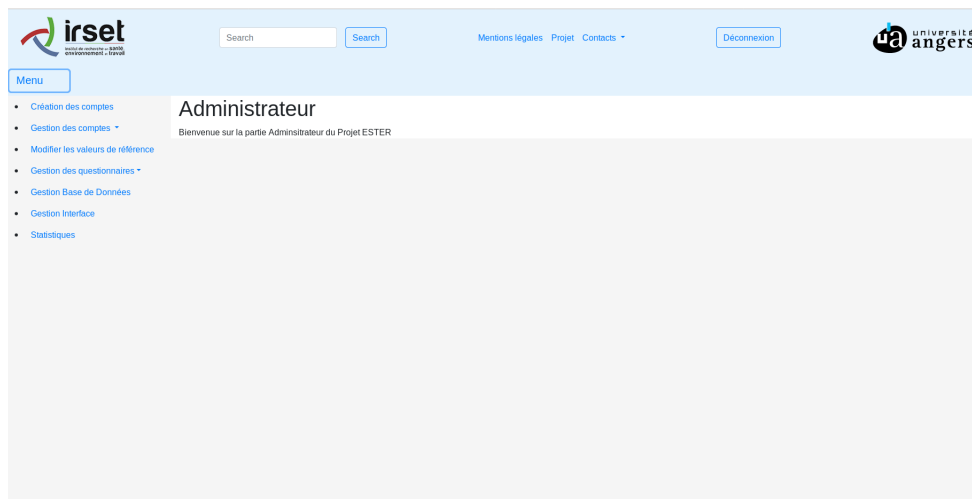 irset
institut de recherche en santé
environnement et travail
Search
Search
Mentions légales Projet Contacts
Déconnexion
ua université
angers
Menu
Création des comptes
Gestion des comptes
Modifier les valeurs de référence
Gestion des questionnaires
Gestion Base de Données
Gestion Interface
Statistiques
Administrateur
Bienvenue sur la partie Adminsitrateur du Projet ESTER